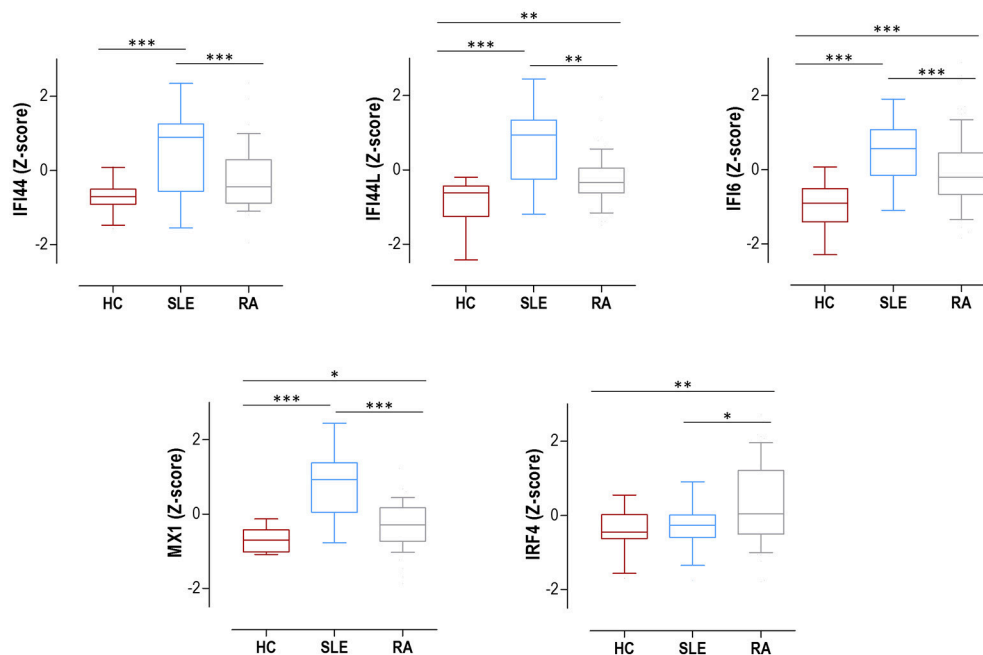 **
***
***
***
***
**
***
***
2
0
-2
IFI44 (Z-score)
HC SLE RA
2
0
-2
IFI44L (Z-score)
HC SLE RA
2
0
-2
IFI6 (Z-score)
HC SLE RA
*
***
***
2
0
-2
MX1 (Z-score)
HC SLE RA
**
*
2
0
-2
IRF4 (Z-score)
HC SLE RA